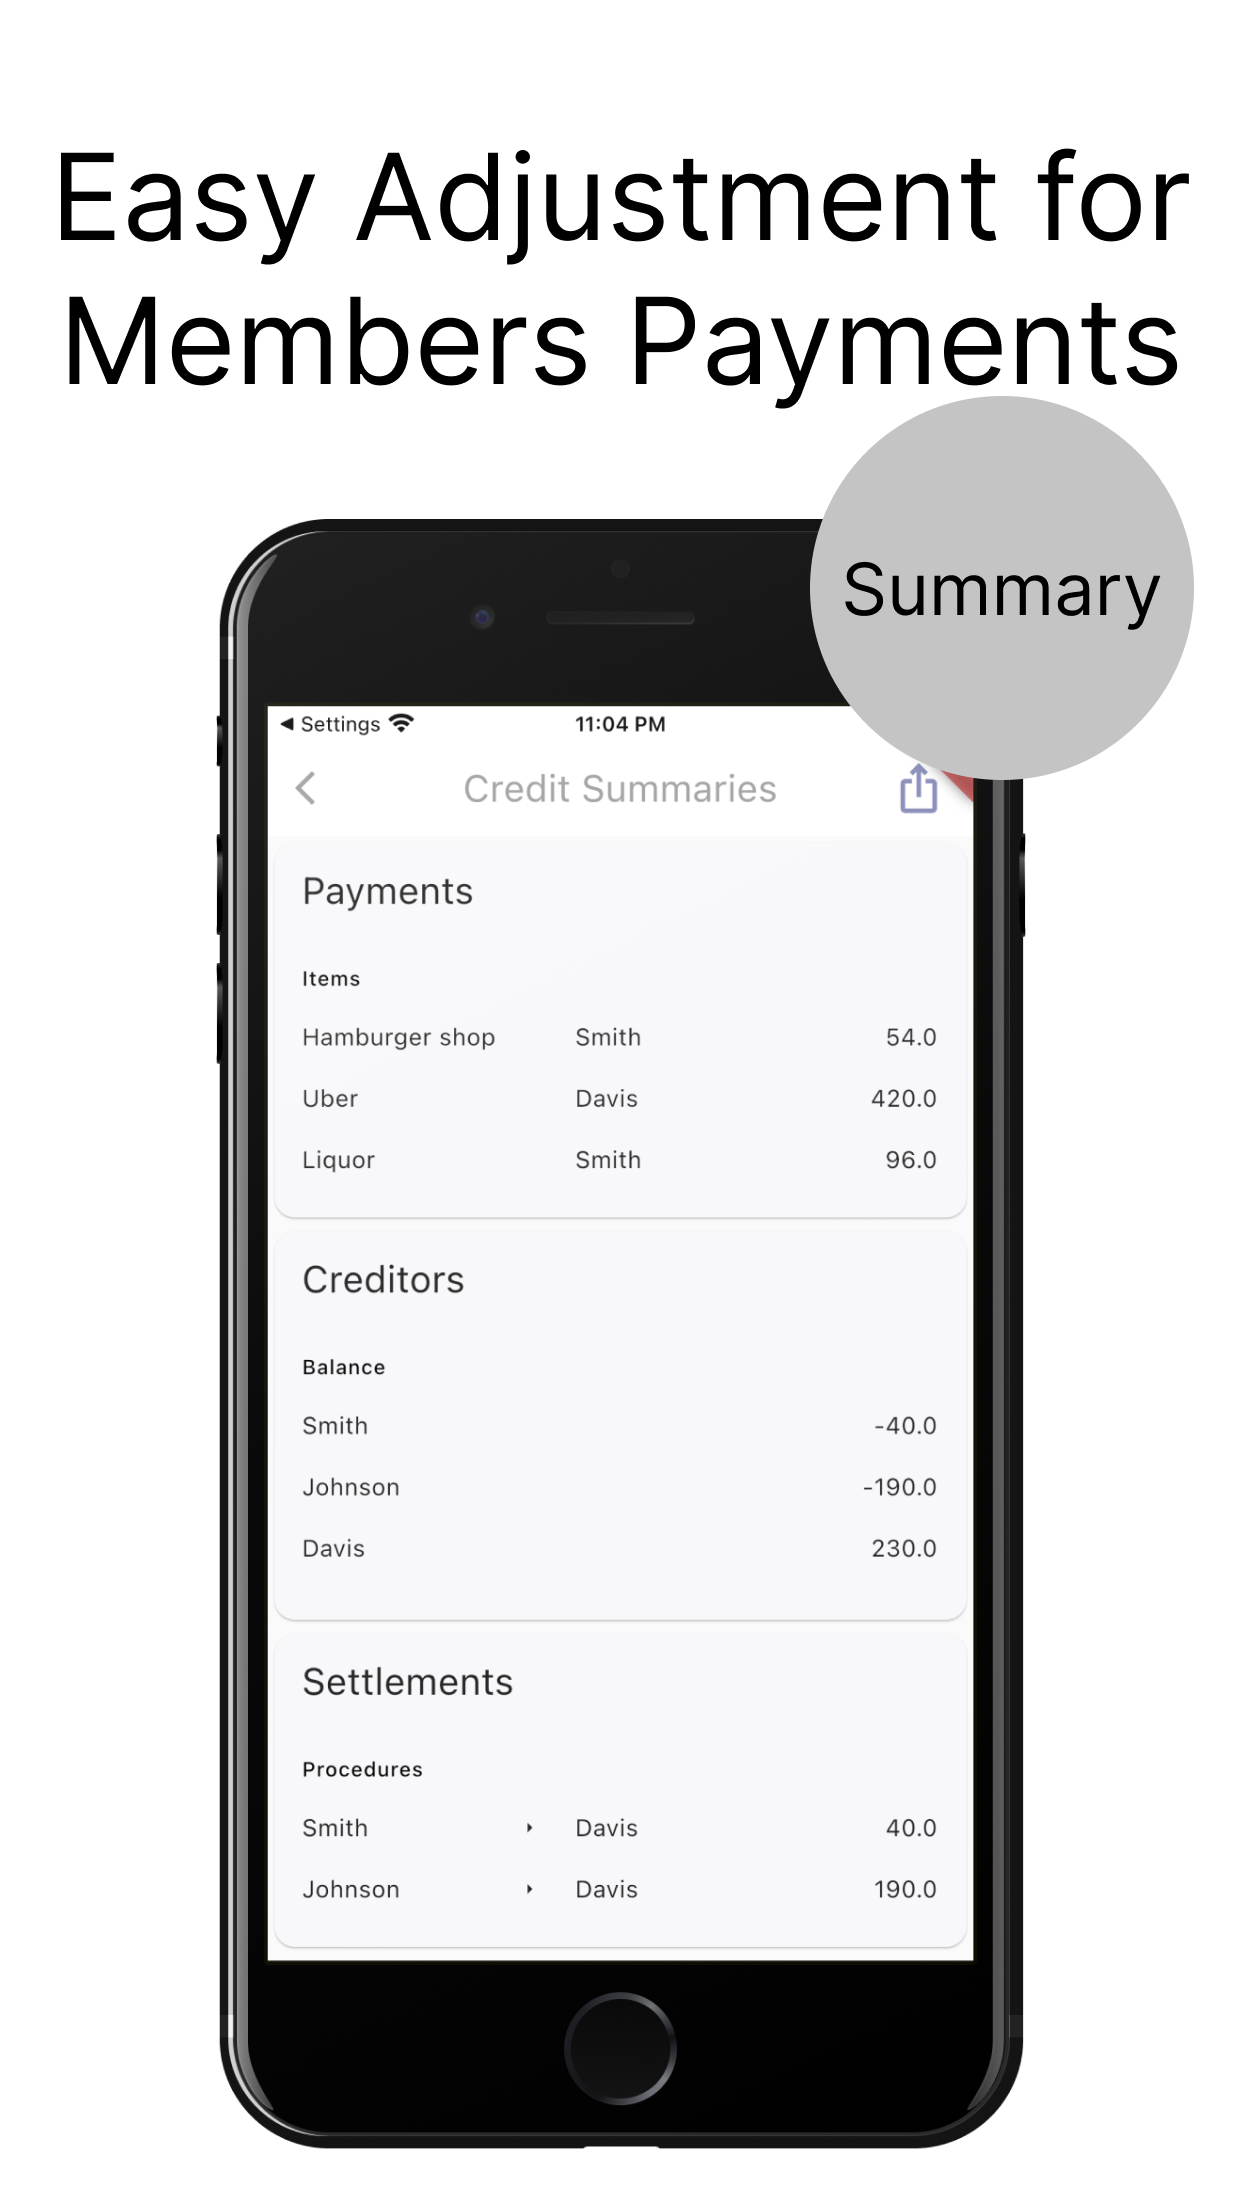 Easy Adjustment for
Members Payments
Summary
Settings 11:04 PM
Credit Summaries
Payments
Items
Hamburger shop Smith 54.0
Uber Davis 420.0
Liquor Smith 96.0
Creditors
Balance
Smith -40.0
Johnson -190.0
Davis 230.0
Settlements
Procedures
Smith Davis 40.0
Johnson Davis 190.0